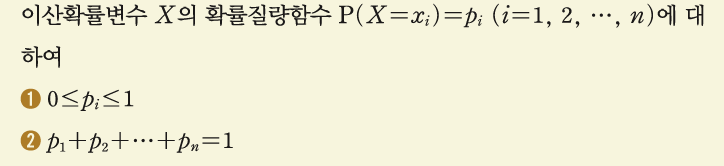 이산확률변수 X의 확률질량함수 P(X=xᵢ)=pᵢ (i=1, 2, ⋯, n)에 대
하여
❶ 0≤pᵢ≤1
❷ p₁+p₂+⋯+pₙ=1